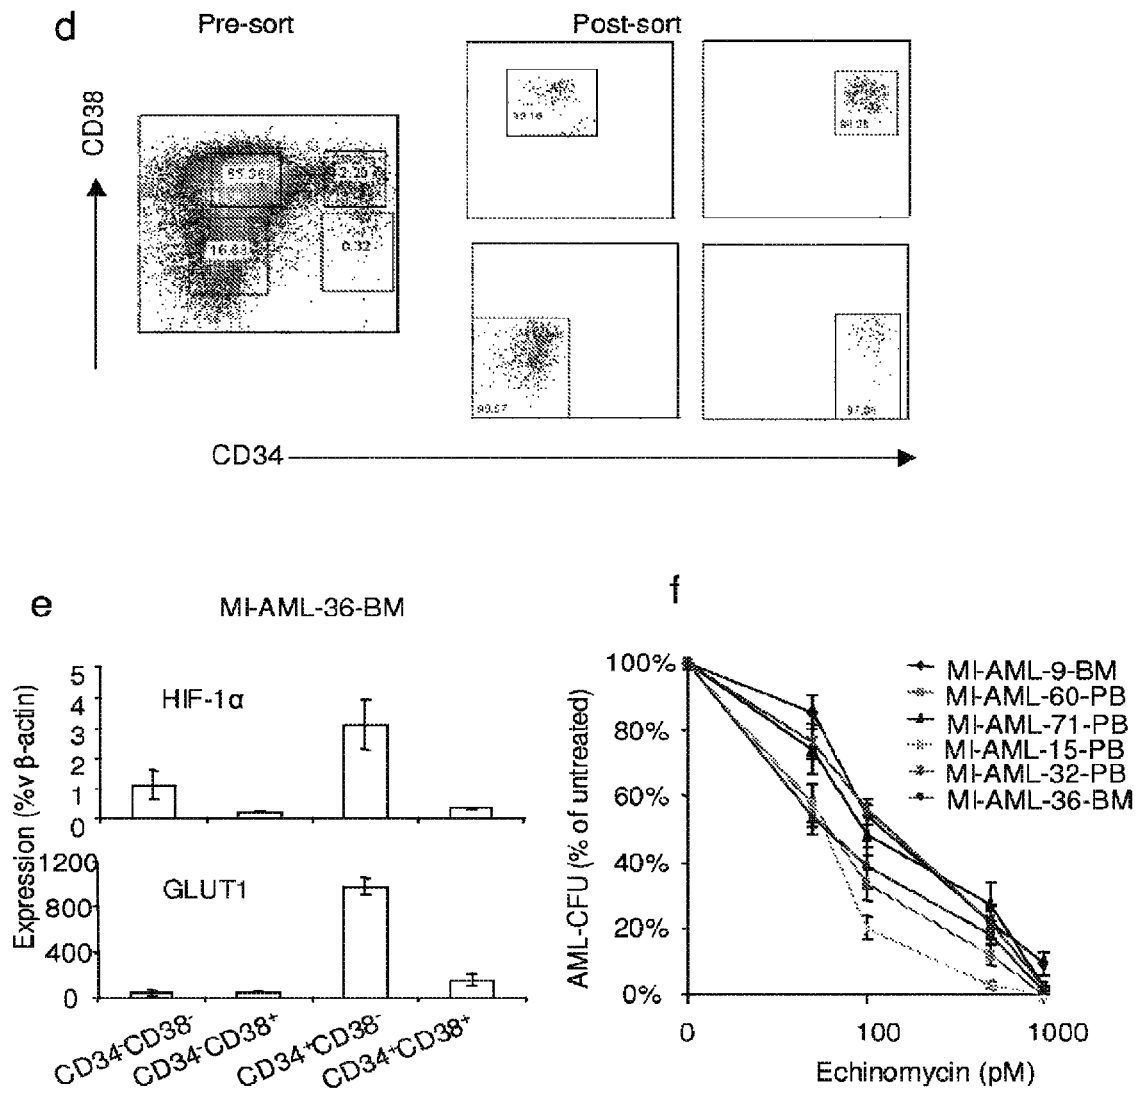 d
Pre-sort
Post-sort
CD38
16.63
0.32
97.06
CD34
e
MI-AML-36-BM
Expression (%v β-actin)
5
4
3
2
1
0
HIF-1α
1200
800
400
0
GLUT1
CD34-CD38-
CD34-CD38+
CD34+CD38-
CD34+CD38+
f
AML-CFU (% of untreated)
100%
80%
60%
40%
20%
0%
MI-AML-9-BM
MI-AML-60-PB
MI-AML-71-PB
MI-AML-15-PB
MI-AML-32-PB
MI-AML-36-BM
0
100
1000
Echinomycin (pM)